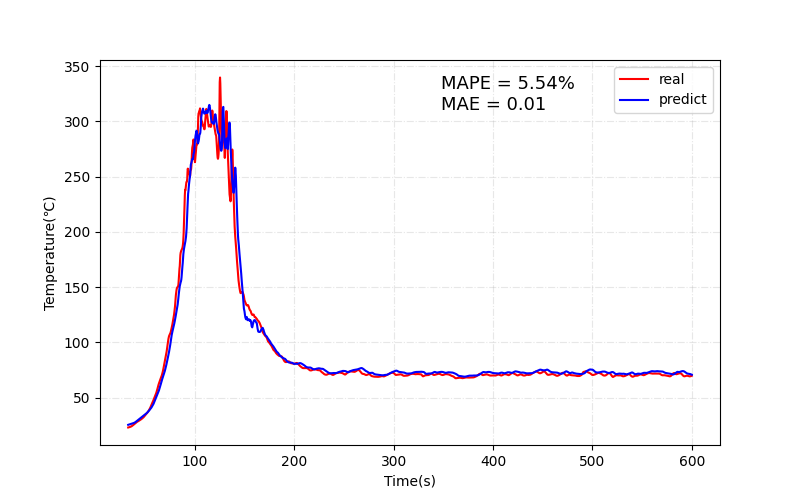 MAPE = 5.54%
MAE = 0.01
real
predict
350
300
250
200
150
100
50
Temperature(℃)
100 200 300 400 500 600
Time(s)